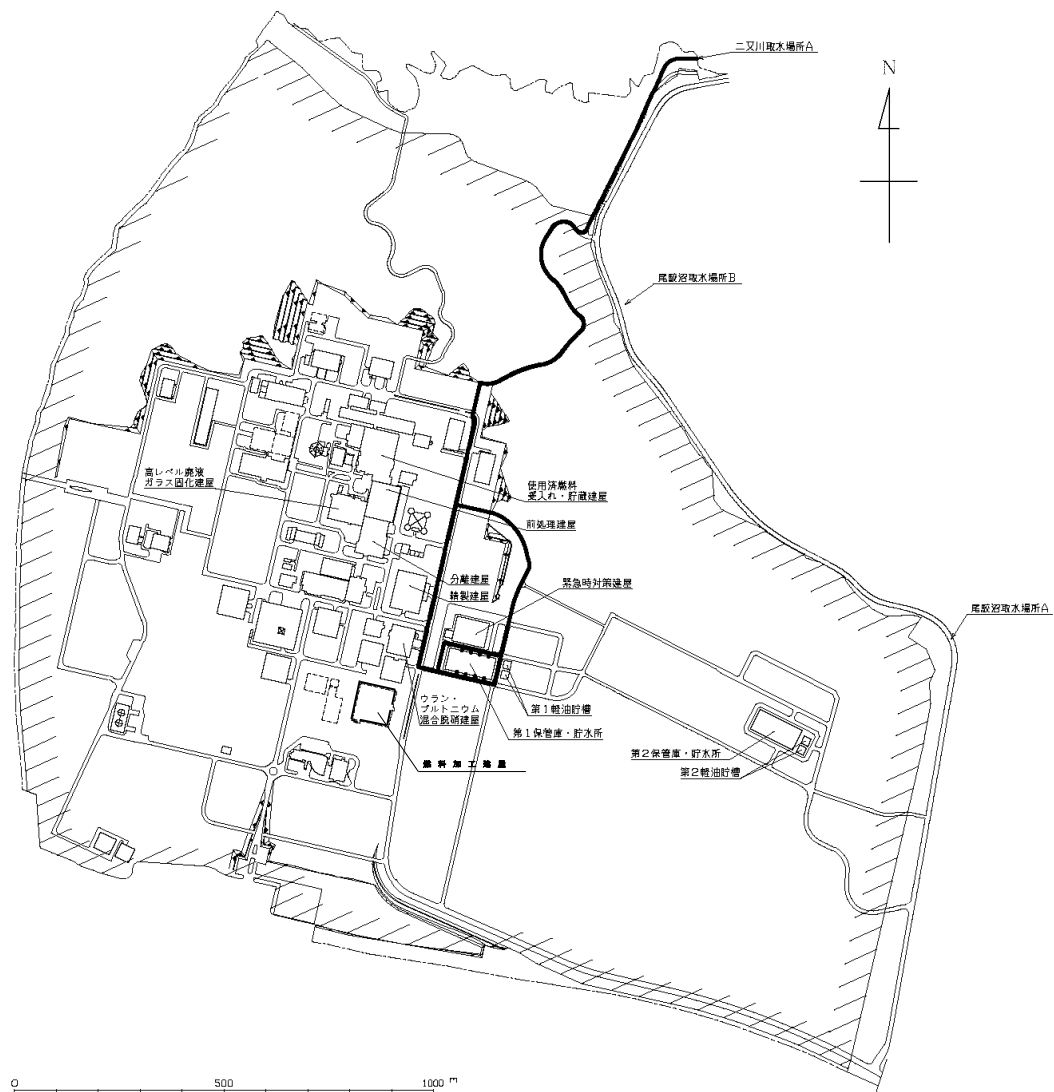 二又川取水場所A
N
尾駮沼取水場所B
高レベル廃液
ガラス固化建屋
使用済燃料
受入れ・貯蔵建屋
前処理建屋
分離建屋
精製建屋
緊急時対策建屋
尾駮沼取水場所A
ウラン・
プルトニウム
混合脱硝建屋
第1軽油貯槽
第1保管庫・貯水所
燃料加工建屋
第2保管庫・貯水所
第2軽油貯槽
0 500 1000 m